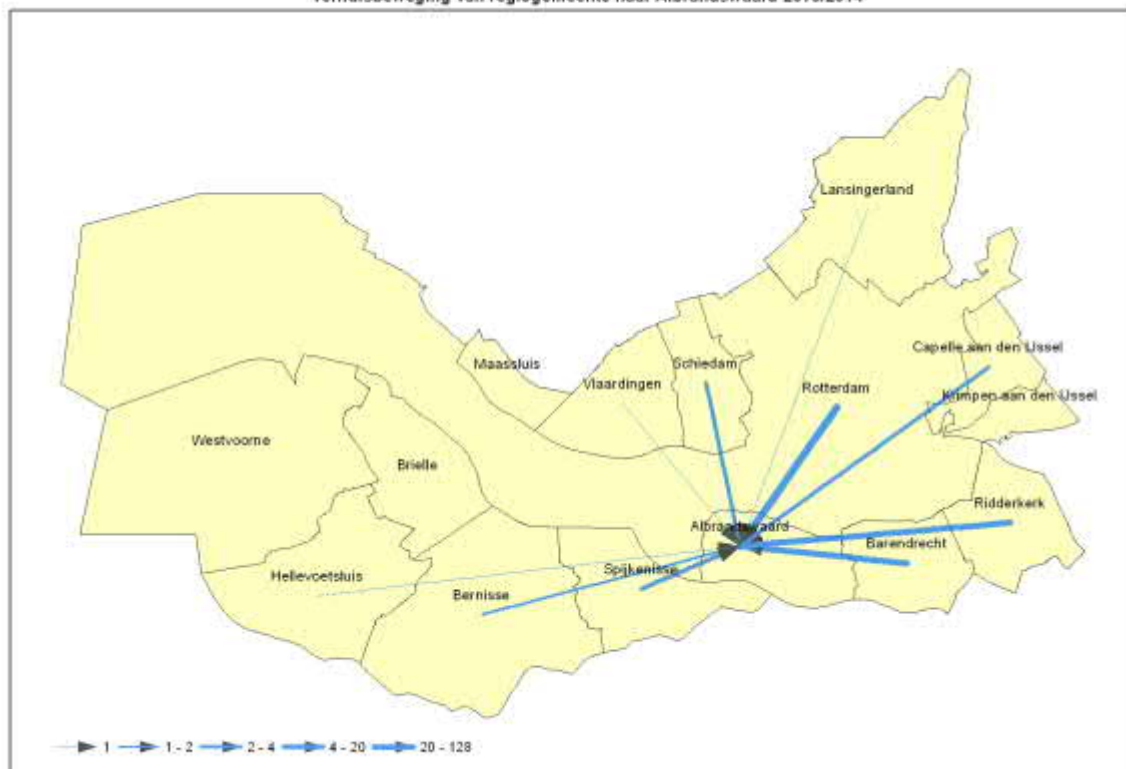 Lansingerland
Capelle aan den IJssel
Maassluis
Schiedam
Vlaardingen
Rotterdam
Krimpen aan den IJssel
Westvoorne
Brielle
Ridderkerk
Albrandswaard
Barendrecht
Spijkenisse
Hellevoetsluis
Bernisse
1 1 - 2 2 - 4 4 - 20 20 - 128